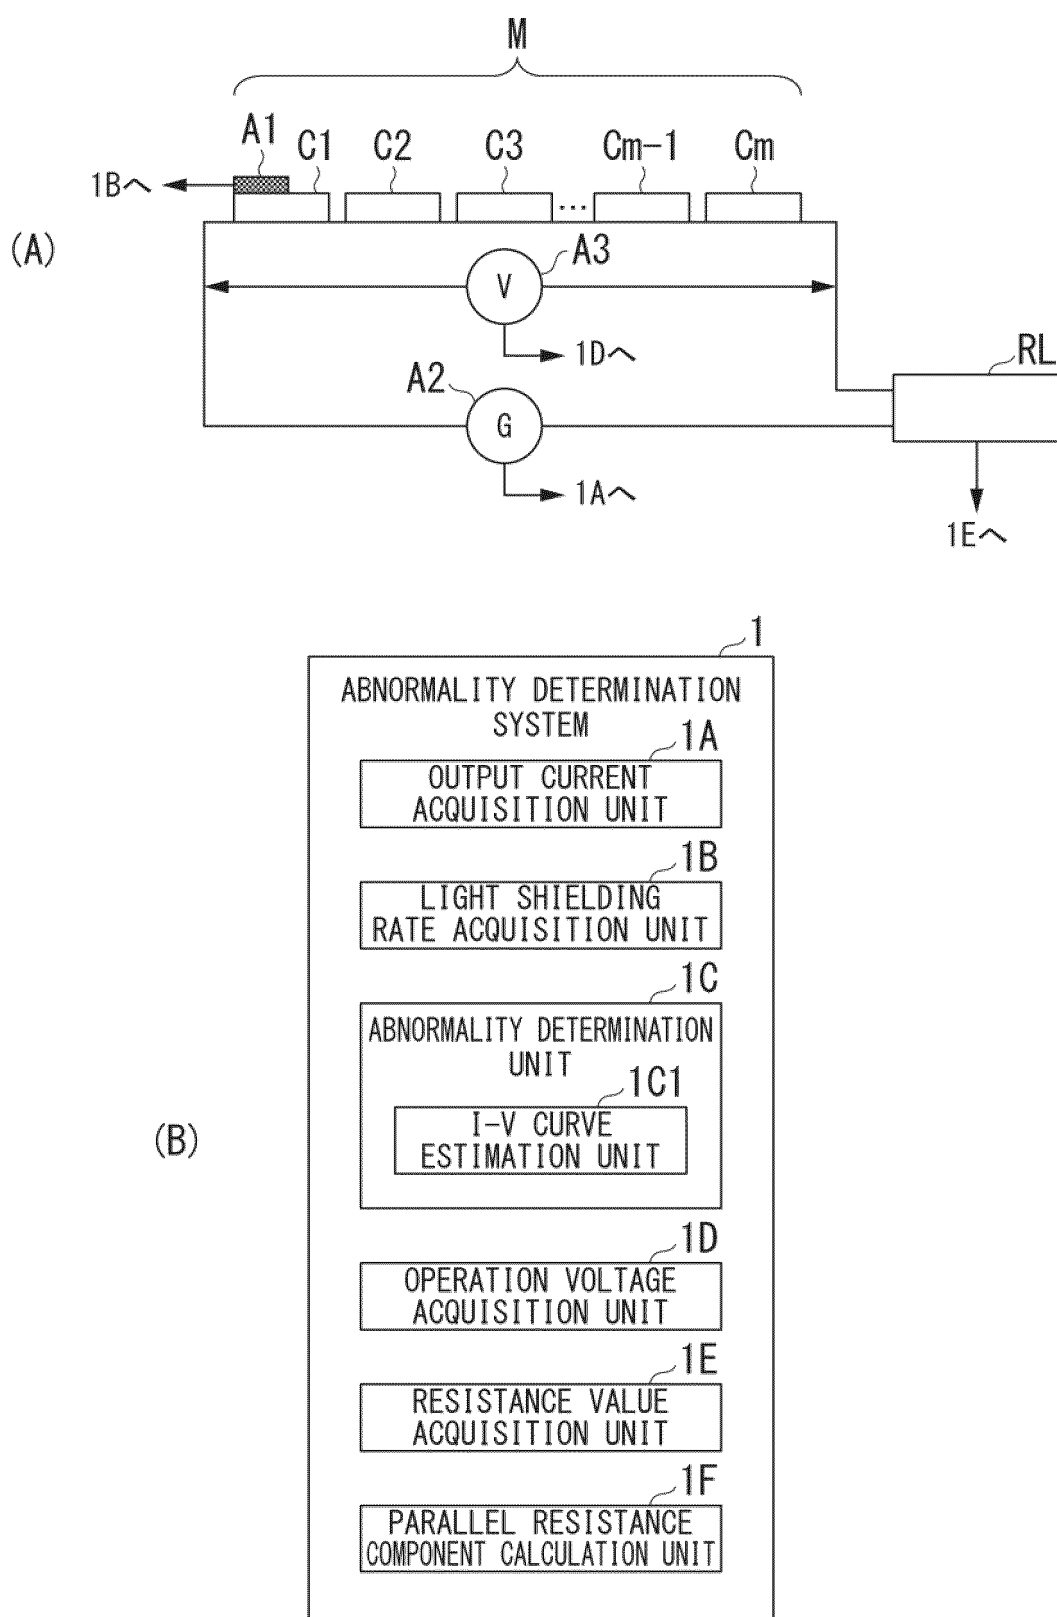 M
A1
C1
C2
C3
Cm-1
Cm
1Bへ
...
(A)
A3
V
1Dへ
A2
RL
G
1Aへ
1Eへ
1
ABNORMALITY DETERMINATION
SYSTEM
1A
OUTPUT CURRENT
ACQUISITION UNIT
1B
LIGHT SHIELDING
RATE ACQUISITION UNIT
1C
ABNORMALITY DETERMINATION
UNIT
1C1
(B)
I-V CURVE
ESTIMATION UNIT
1D
OPERATION VOLTAGE
ACQUISITION UNIT
1E
RESISTANCE VALUE
ACQUISITION UNIT
1F
PARALLEL RESISTANCE
COMPONENT CALCULATION UNIT